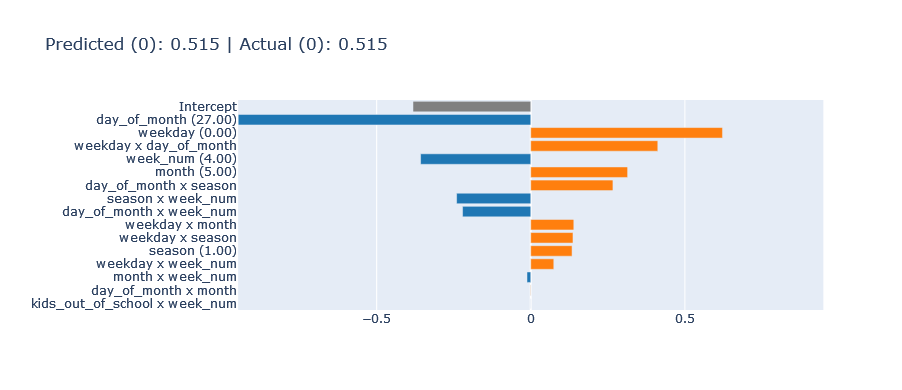 Predicted (0): 0.515 | Actual (0): 0.515
Intercept
day_of_month (27.00)
weekday (0.00)
weekday x day_of_month
week_num (4.00)
month (5.00)
day_of_month x season
season x week_num
day_of_month x week_num
weekday x month
weekday x season
season (1.00)
weekday x week_num
month x week_num
day_of_month x month
kids_out_of_school x week_num
−0.5 0 0.5